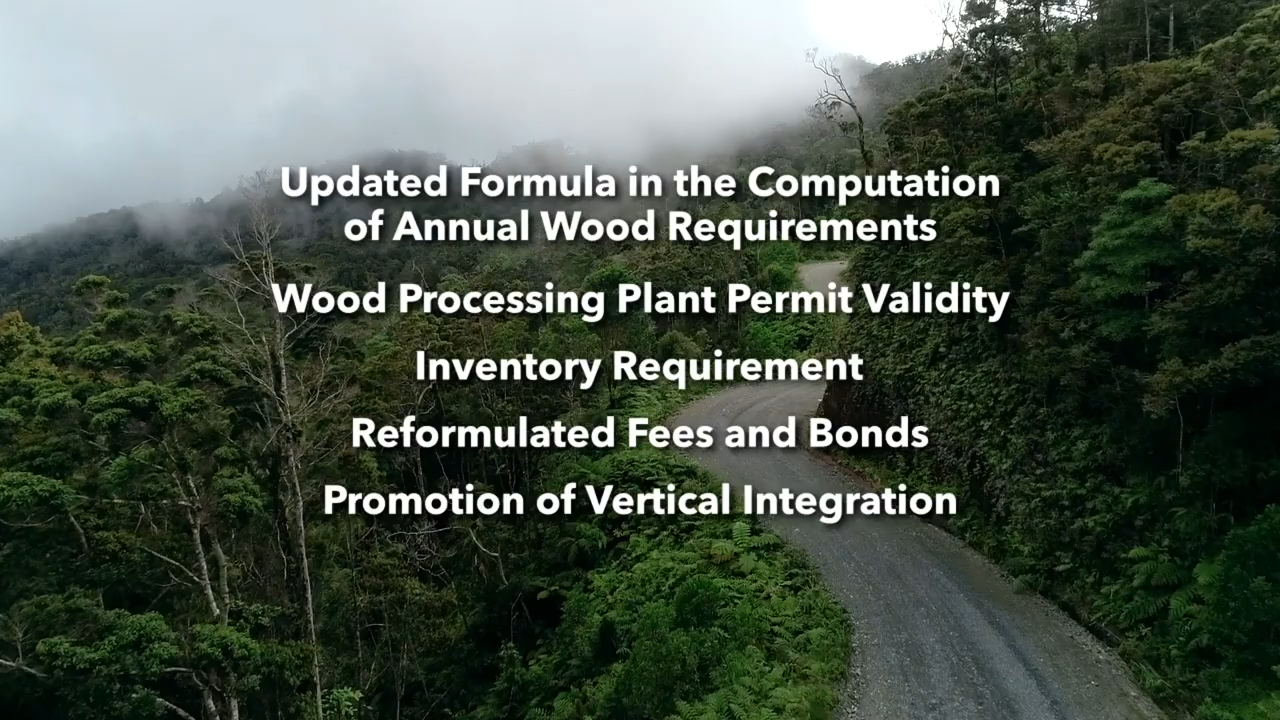 Updated Formula in the Computation
of Annual Wood Requirements
Wood Processing Plant Permit Validity
Inventory Requirement
Reformulated Fees and Bonds
Promotion of Vertical Integration